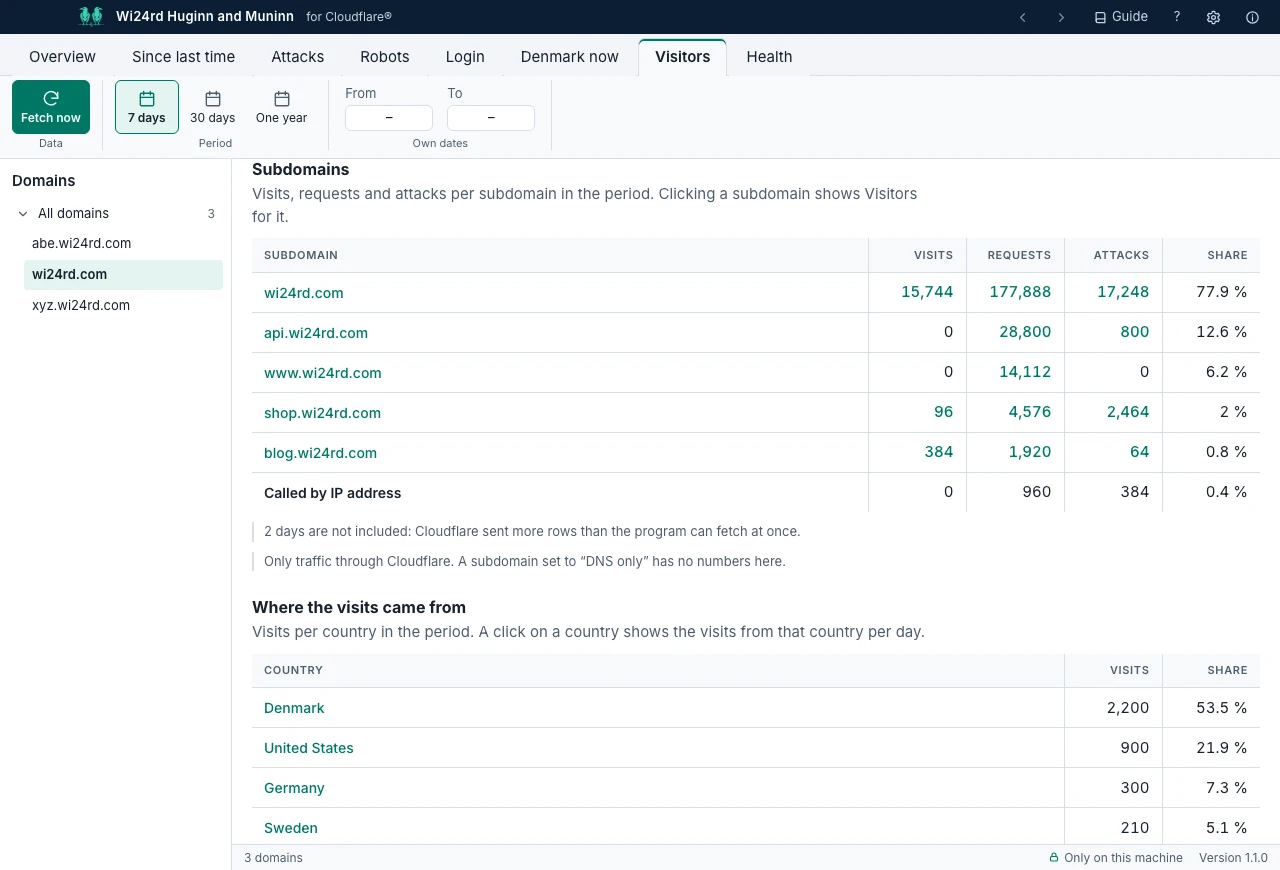 Wi24rd Huginn and Muninn for Cloudflare®
Guide ?
Overview Since last time Attacks Robots Login Denmark now Visitors Health
Fetch now
Data
7 days 30 days One year
Period
From To
– –
Own dates
Domains
All domains 3
abe.wi24rd.com
wi24rd.com
xyz.wi24rd.com
Subdomains
Visits, requests and attacks per subdomain in the period. Clicking a subdomain shows Visitors
for it.
SUBDOMAIN VISITS REQUESTS ATTACKS SHARE
wi24rd.com 15,744 177,888 17,248 77.9 %
api.wi24rd.com 0 28,800 800 12.6 %
www.wi24rd.com 0 14,112 0 6.2 %
shop.wi24rd.com 96 4,576 2,464 2 %
blog.wi24rd.com 384 1,920 64 0.8 %
Called by IP address 0 960 384 0.4 %
2 days are not included: Cloudflare sent more rows than the program can fetch at once.
Only traffic through Cloudflare. A subdomain set to “DNS only” has no numbers here.
Where the visits came from
Visits per country in the period. A click on a country shows the visits from that country per day.
COUNTRY VISITS SHARE
Denmark 2,200 53.5 %
United States 900 21.9 %
Germany 300 7.3 %
Sweden 210 5.1 %
3 domains Only on this machine Version 1.1.0